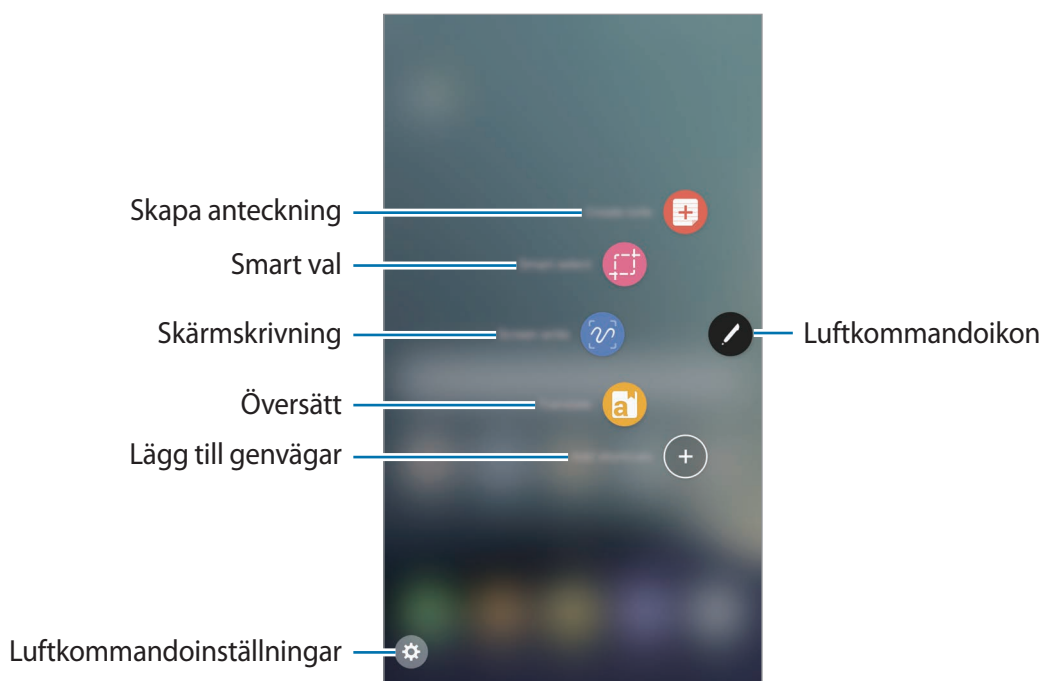 Skapa anteckning
Smart val
Skärmskrivning
Luftkommandoikon
Översätt
Lägg till genvägar
Luftkommandoinställningar